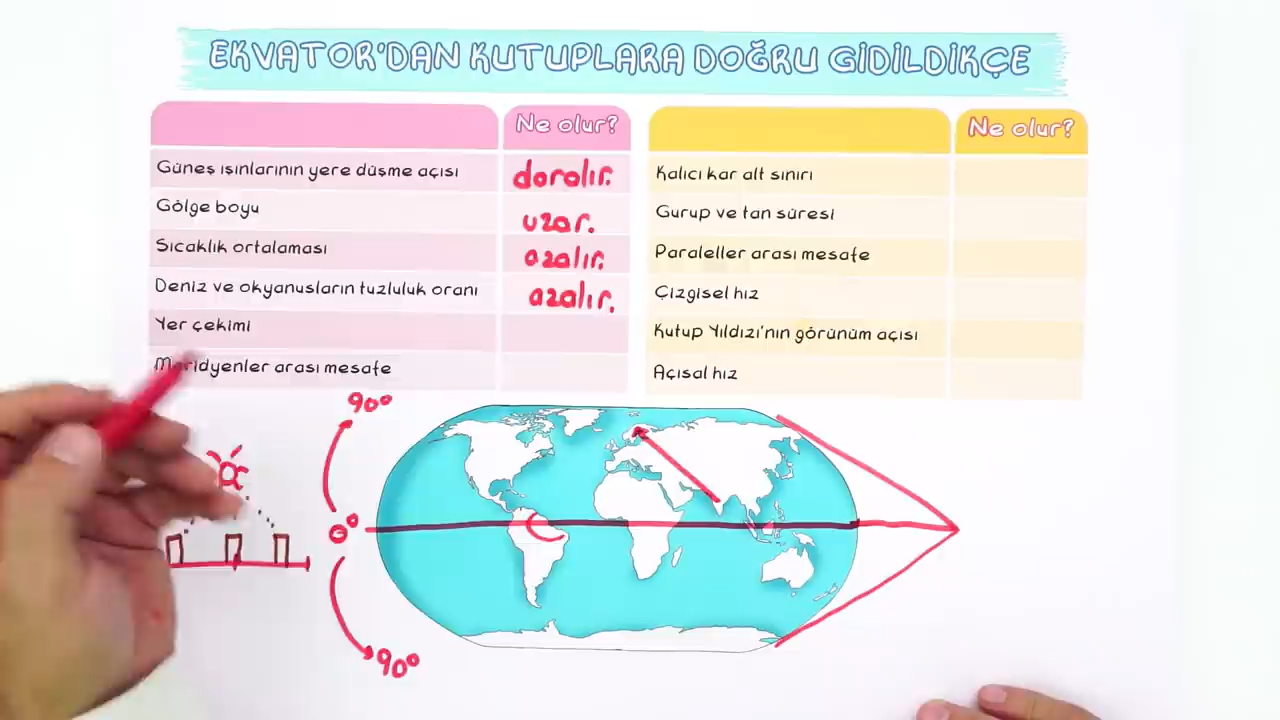 EKVATOR'DAN KUTUPLARA DOĞRU GİDİLDİKÇE
Ne olur?
Güneş ışınlarının yere düşme açısı
daralır.
Gölge boyu
uzar.
Sıcaklık ortalaması
azalır.
Deniz ve okyanusların tuzluluk oranı
azalır.
Yer çekimi
Meridyenler arası mesafe
Ne olur?
Kalıcı kar alt sınırı
Gurup ve tan süresi
Paraleller arası mesafe
Çizgisel hız
Kutup Yıldızı'nın görünüm açısı
Açısal hız
90°
0°
90°